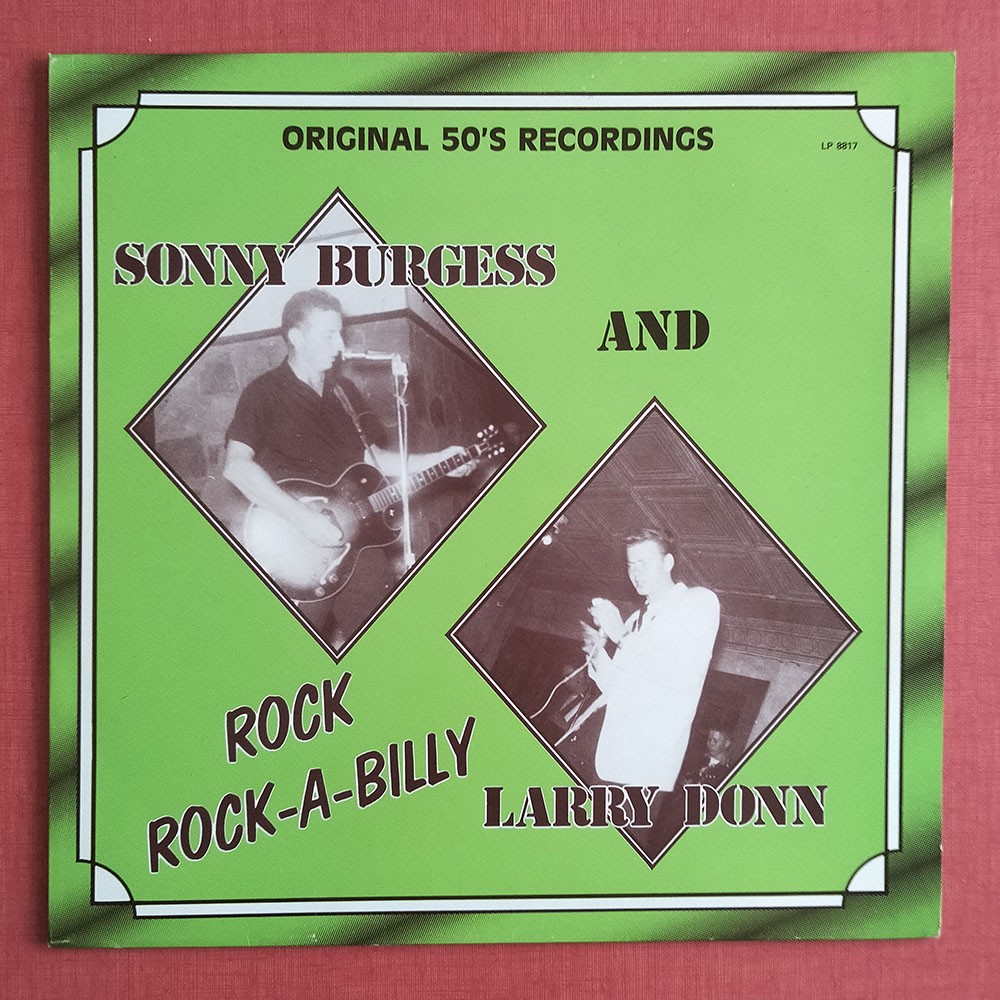 ORIGINAL 50'S RECORDINGS
LP 8817
SONNY BURGESS
AND
ROCK
ROCK-A-BILLY
LARRY DONN